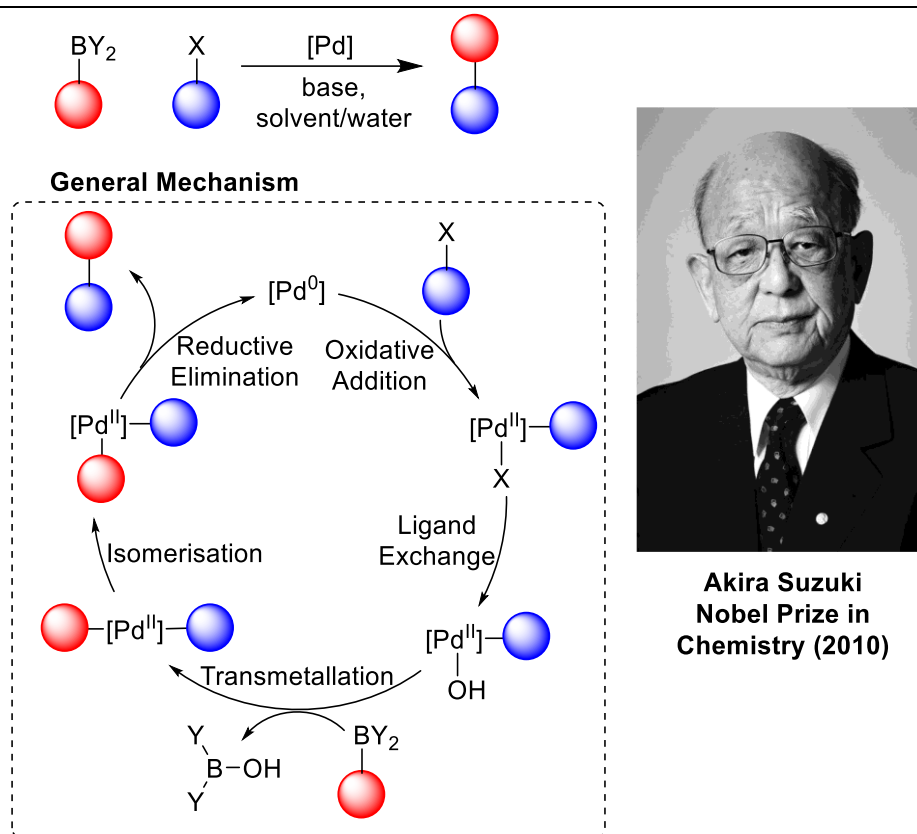 BY2
X
[Pd]
base,
solvent/water
General Mechanism
X
[Pd0]
Reductive
Elimination
Oxidative
Addition
[PdII]
[PdII]
X
Ligand
Exchange
Isomerisation
[PdII]
[PdII]
OH
Transmetallation
Y
B-OH
Y
BY2
Akira Suzuki
Nobel Prize in
Chemistry (2010)